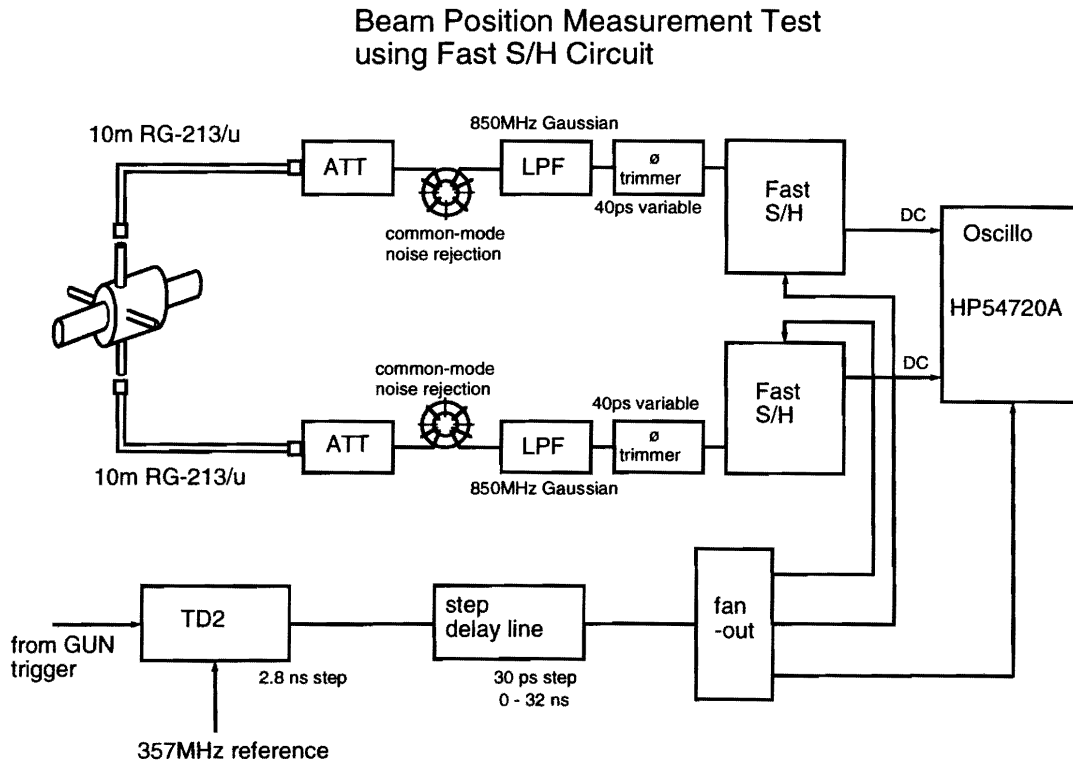 Beam Position Measurement Test
using Fast S/H Circuit
10m RG-213/u
ATT
common-mode
noise rejection
850MHz Gaussian
LPF
ø
trimmer
40ps variable
Fast
S/H
DC
Oscillo
HP54720A
common-mode
noise rejection
40ps variable
Fast
S/H
DC
ATT
LPF
ø
trimmer
10m RG-213/u
850MHz Gaussian
TD2
step
delay line
fan
-out
from GUN
trigger
2.8 ns step
30 ps step
0 - 32 ns
357MHz reference